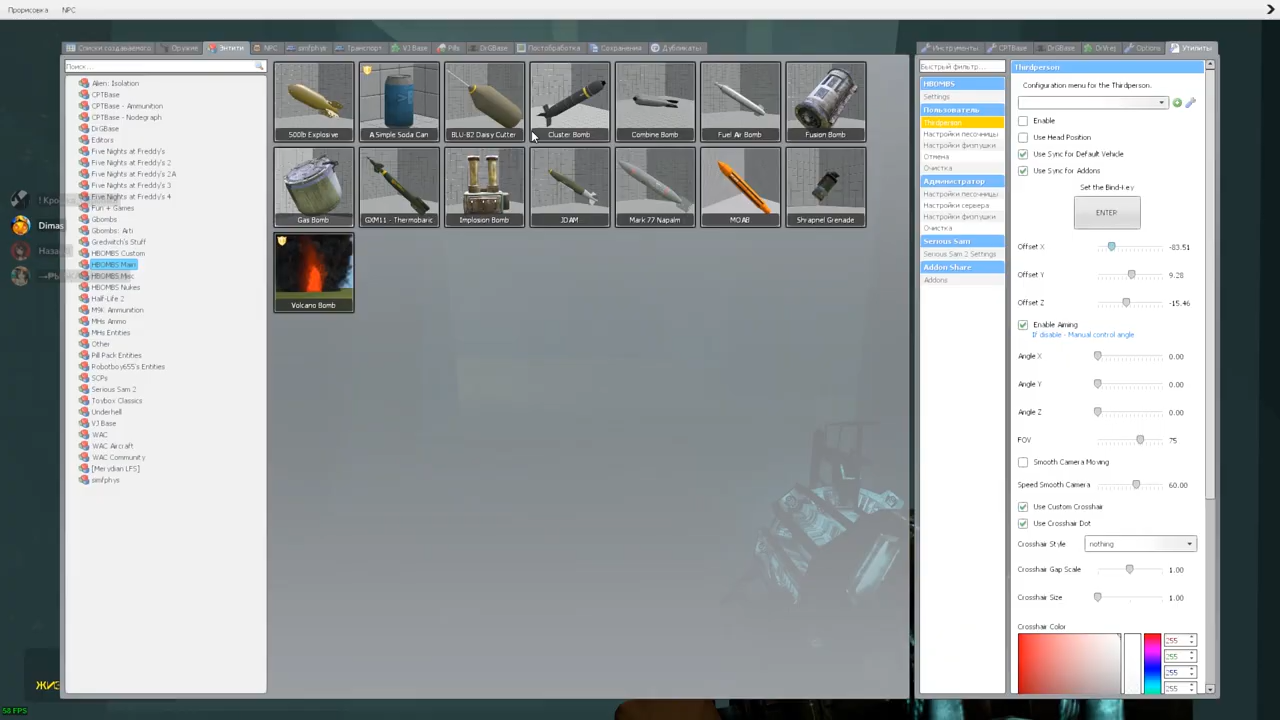 Прорисовка NPC
Списки создаваемого Оружие Энтити NPC simfphys Транспорт VJ Base Pills DrGBase Постобработка Сохранения Дубликаты
Поиск...
Alien: Isolation
CPTBase
CPTBase - Ammunition
CPTBase - Nodegraph
DrGBase
Editors
Five Nights at Freddy's
Five Nights at Freddy's 2
Five Nights at Freddy's 2A
Five Nights at Freddy's 3
Five Nights at Freddy's 4
Fun + Games
Gbombs
Gbombs: Arti
Gredwitch's Stuff
HBOMBS Custom
HBOMBS Main
HBOMBS Misc
HBOMBS Nukes
Half-Life 2
M9K Ammunition
MHs Ammo
MHs Entities
Other
Pill Pack Entities
Robotboy655's Entities
SCPs
Serious Sam 2
Toybox Classics
Underhell
VJ Base
WAC
WAC Aircraft
WAC Community
[Merydian LFS]
simfphys
Dimas
500lb Explosive A Simple Soda Can BLU-82 Daisy Cutter Cluster Bomb Combine Bomb Fuel Air Bomb Fusion Bomb
Gas Bomb GXM11 - Thermobaric Implosion Bomb JDAM Mark 77 Napalm MOAB Shrapnel Grenade
Volcano Bomb
Инструменты CPTBase DrGBase DrVrej Options Утилиты
Быстрый фильтр...
HBOMBS
Settings
Пользователь
Thirdperson
Настройки песочницы
Настройки физпушки
Отмена
Очистка
Администратор
Настройки песочницы
Настройки сервера
Настройки физпушки
Очистка
Serious Sam
Serious Sam 2 Settings
Addon Share
Addons
Thirdperson
Configuration menu for the Thirdperson.
Enable
Use Head Position
Use Sync for Default Vehicle
Use Sync for Addons
Set the Bind-key
ENTER
Offset X -83.51
Offset Y 9.28
Offset Z -15.46
Enable Aiming
If disable - Manual control angle
Angle X 0.00
Angle Y 0.00
Angle Z 0.00
FOV 75
Smooth Camera Moving
Speed Smooth Camera 60.00
Use Custom Crosshair
Use Crosshair Dot
Crosshair Style nothing
Crosshair Gap Scale 1.00
Crosshair Size 1.00
Crosshair Color
255
255
255
255
58 FPS